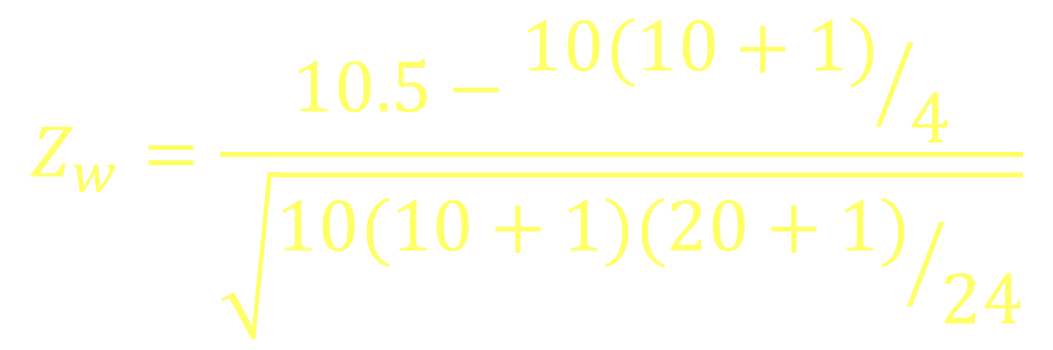 Z_w = (10.5 − 10(10 + 1)/4) / √(10(10 + 1)(20 + 1)/24)